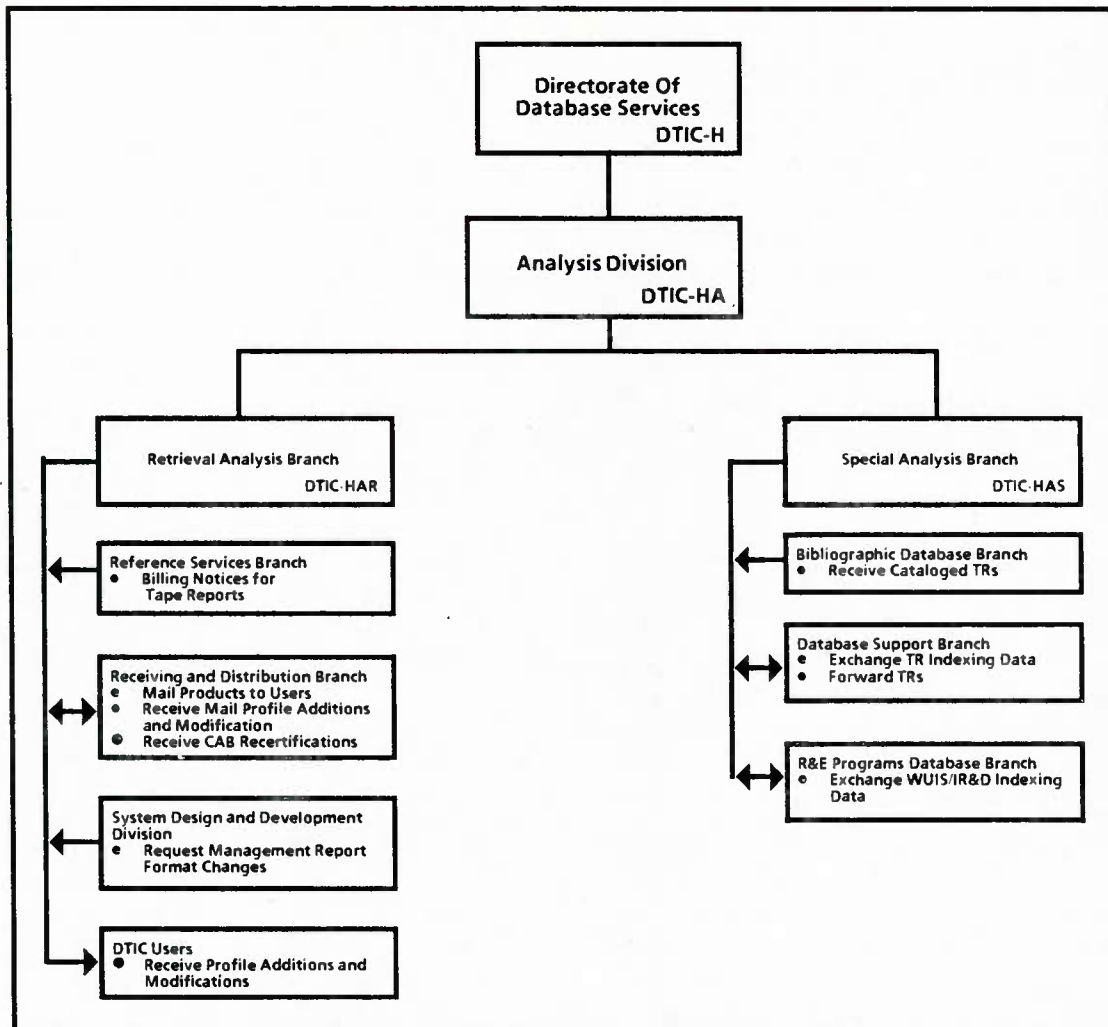 Directorate Of
Database Services
DTIC-H
Analysis Division
DTIC-HA
Retrieval Analysis Branch
DTIC-HAR
Reference Services Branch
• Billing Notices for
Tape Reports
Receiving and Distribution Branch
• Mail Products to Users
• Receive Mail Profile Additions
and Modification
• Receive CAB Recertifications
System Design and Development
Division
• Request Management Report
Format Changes
DTIC Users
• Receive Profile Additions and
Modifications
Special Analysis Branch
DTIC-HAS
Bibliographic Database Branch
• Receive Cataloged TRs
Database Support Branch
• Exchange TR Indexing Data
• Forward TRs
R&E Programs Database Branch
• Exchange WUIS/IR&D Indexing
Data